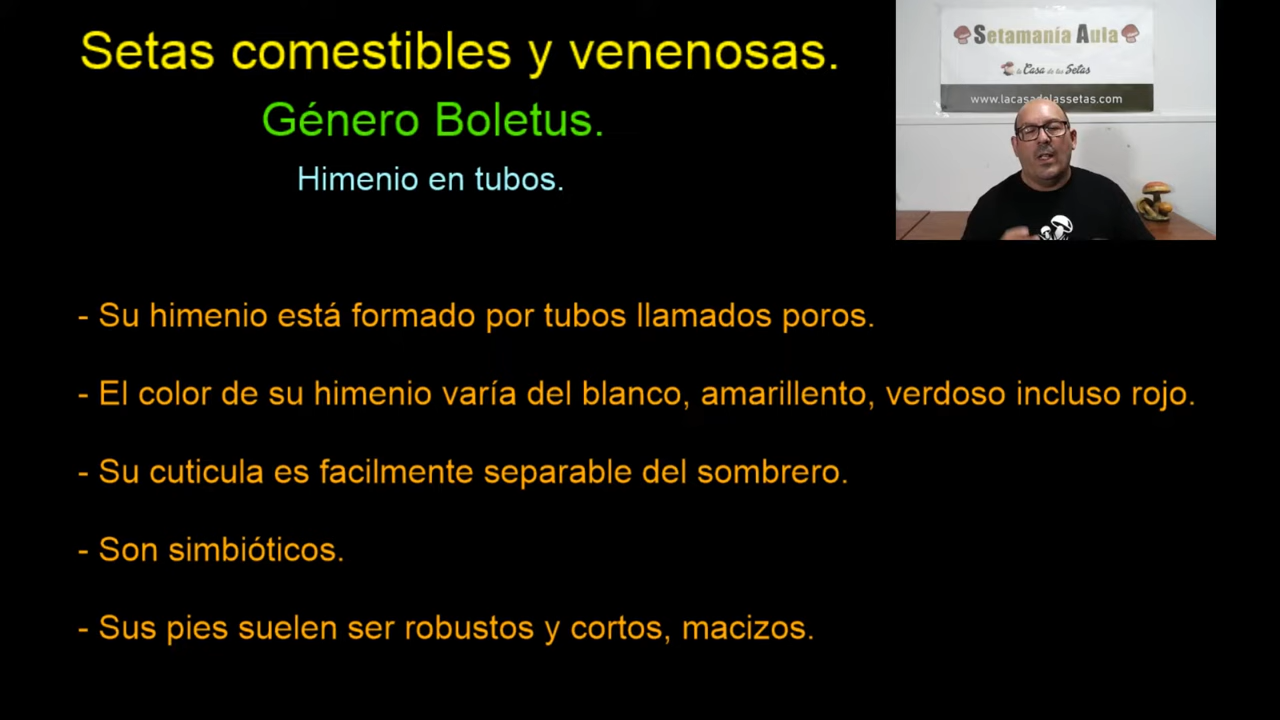 Setas comestibles y venenosas.
Género Boletus.
Himenio en tubos.
Setamanía Aula
la Casa de las Setas
www.lacasadelassetas.com
- Su himenio está formado por tubos llamados poros.
- El color de su himenio varía del blanco, amarillento, verdoso incluso rojo.
- Su cuticula es facilmente separable del sombrero.
- Son simbióticos.
- Sus pies suelen ser robustos y cortos, macizos.